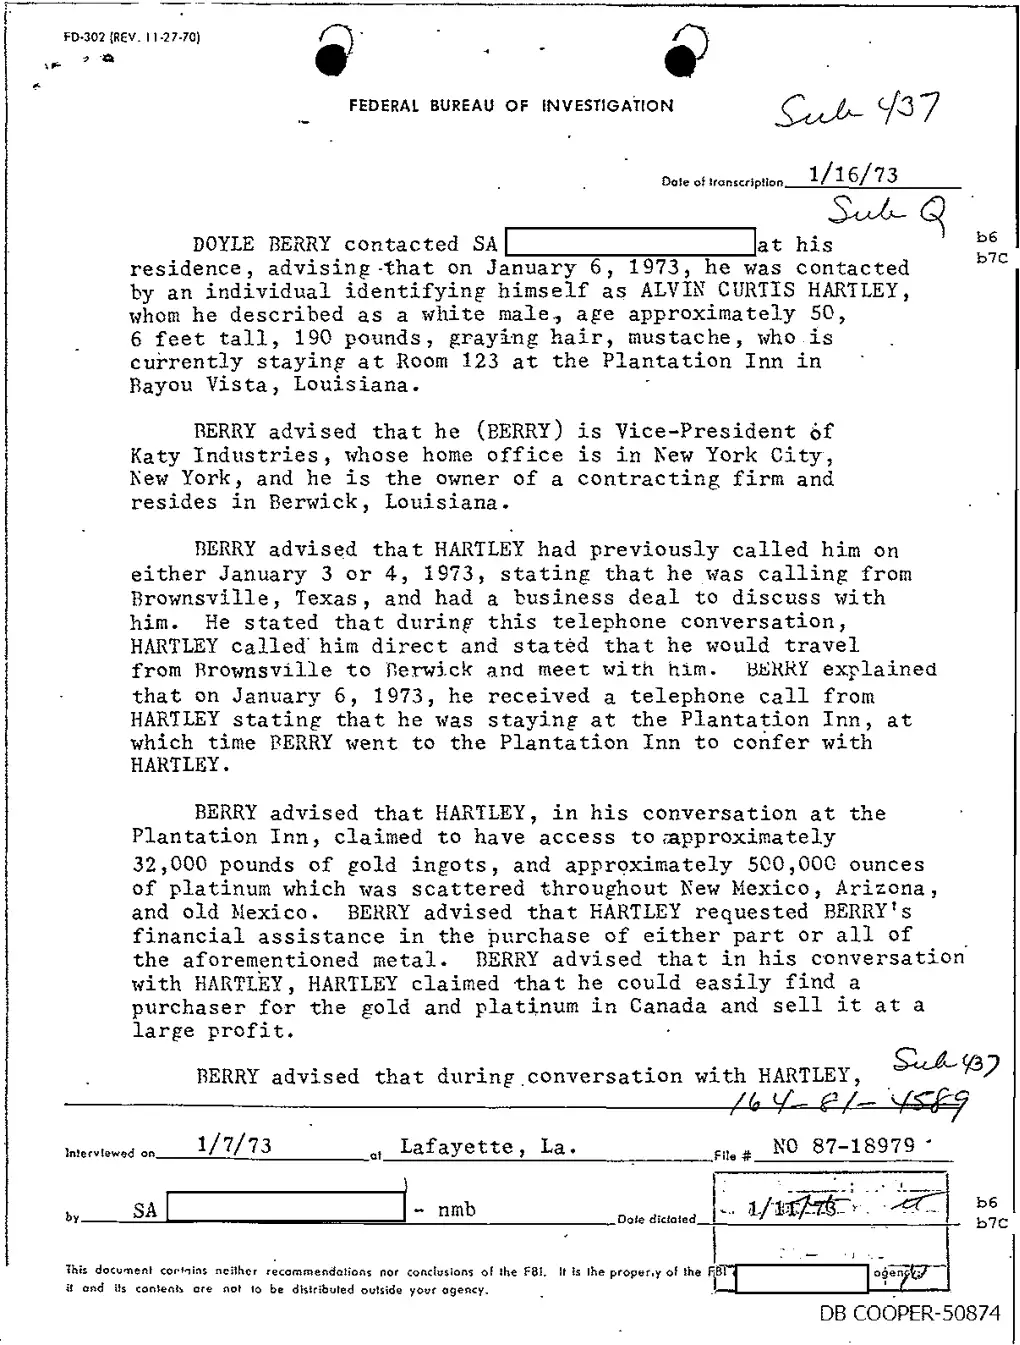 FD-302 (REV. 11-27-70)
FEDERAL BUREAU OF INVESTIGATION
Sub 437
Date of transcription 1/16/73
Sub Q
DOYLE BERRY contacted SA at his
b6
b7C
residence, advising that on January 6, 1973, he was contacted
by an individual identifying himself as ALVIN CURTIS HARTLEY,
whom he described as a white male, age approximately 50,
6 feet tall, 190 pounds, graying hair, mustache, who is
currently staying at Room 123 at the Plantation Inn in
Bayou Vista, Louisiana.
BERRY advised that he (BERRY) is Vice-President of
Katy Industries, whose home office is in New York City,
New York, and he is the owner of a contracting firm and
resides in Berwick, Louisiana.
BERRY advised that HARTLEY had previously called him on
either January 3 or 4, 1973, stating that he was calling from
Brownsville, Texas, and had a business deal to discuss with
him. He stated that during this telephone conversation,
HARTLEY called him direct and stated that he would travel
from Brownsville to Berwick and meet with him. BERRY explained
that on January 6, 1973, he received a telephone call from
HARTLEY stating that he was staying at the Plantation Inn, at
which time BERRY went to the Plantation Inn to confer with
HARTLEY.
BERRY advised that HARTLEY, in his conversation at the
Plantation Inn, claimed to have access to approximately
32,000 pounds of gold ingots, and approximately 500,000 ounces
of platinum which was scattered throughout New Mexico, Arizona,
and old Mexico. BERRY advised that HARTLEY requested BERRY's
financial assistance in the purchase of either part or all of
the aforementioned metal. BERRY advised that in his conversation
with HARTLEY, HARTLEY claimed that he could easily find a
purchaser for the gold and platinum in Canada and sell it at a
large profit.
BERRY advised that during conversation with HARTLEY,
Sub 437
164-81-4589
Interviewed on 1/7/73 at Lafayette, La. File # NO 87-18979
by SA - nmb Date dictated 1/11/73
b6
b7C
This document contains neither recommendations nor conclusions of the FBI. It is the property of the FBI agency;
it and its contents are not to be distributed outside your agency.
DB COOPER-50874